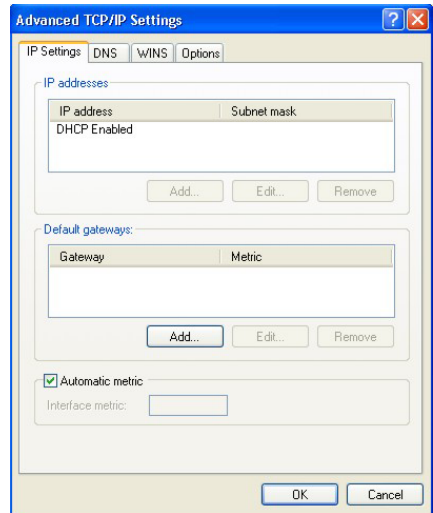 Advanced TCP/IP Settings
IP Settings DNS WINS Options
IP addresses
IP address Subnet mask
DHCP Enabled
Add... Edit... Remove
Default gateways:
Gateway Metric
Add... Edit... Remove
Automatic metric
Interface metric:
OK Cancel